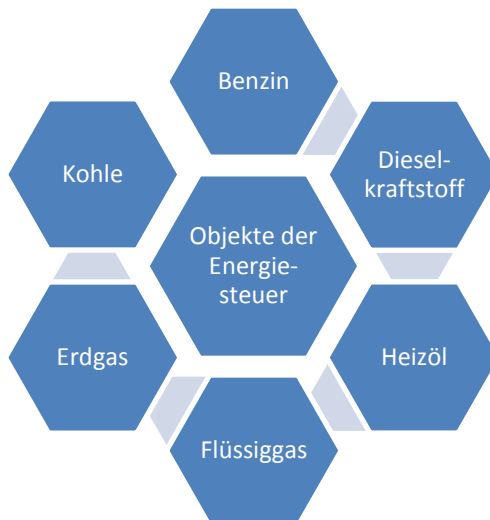 Benzin
Diesel-
kraftstoff
Heizöl
Flüssiggas
Erdgas
Kohle
Objekte der
Energie-
steuer